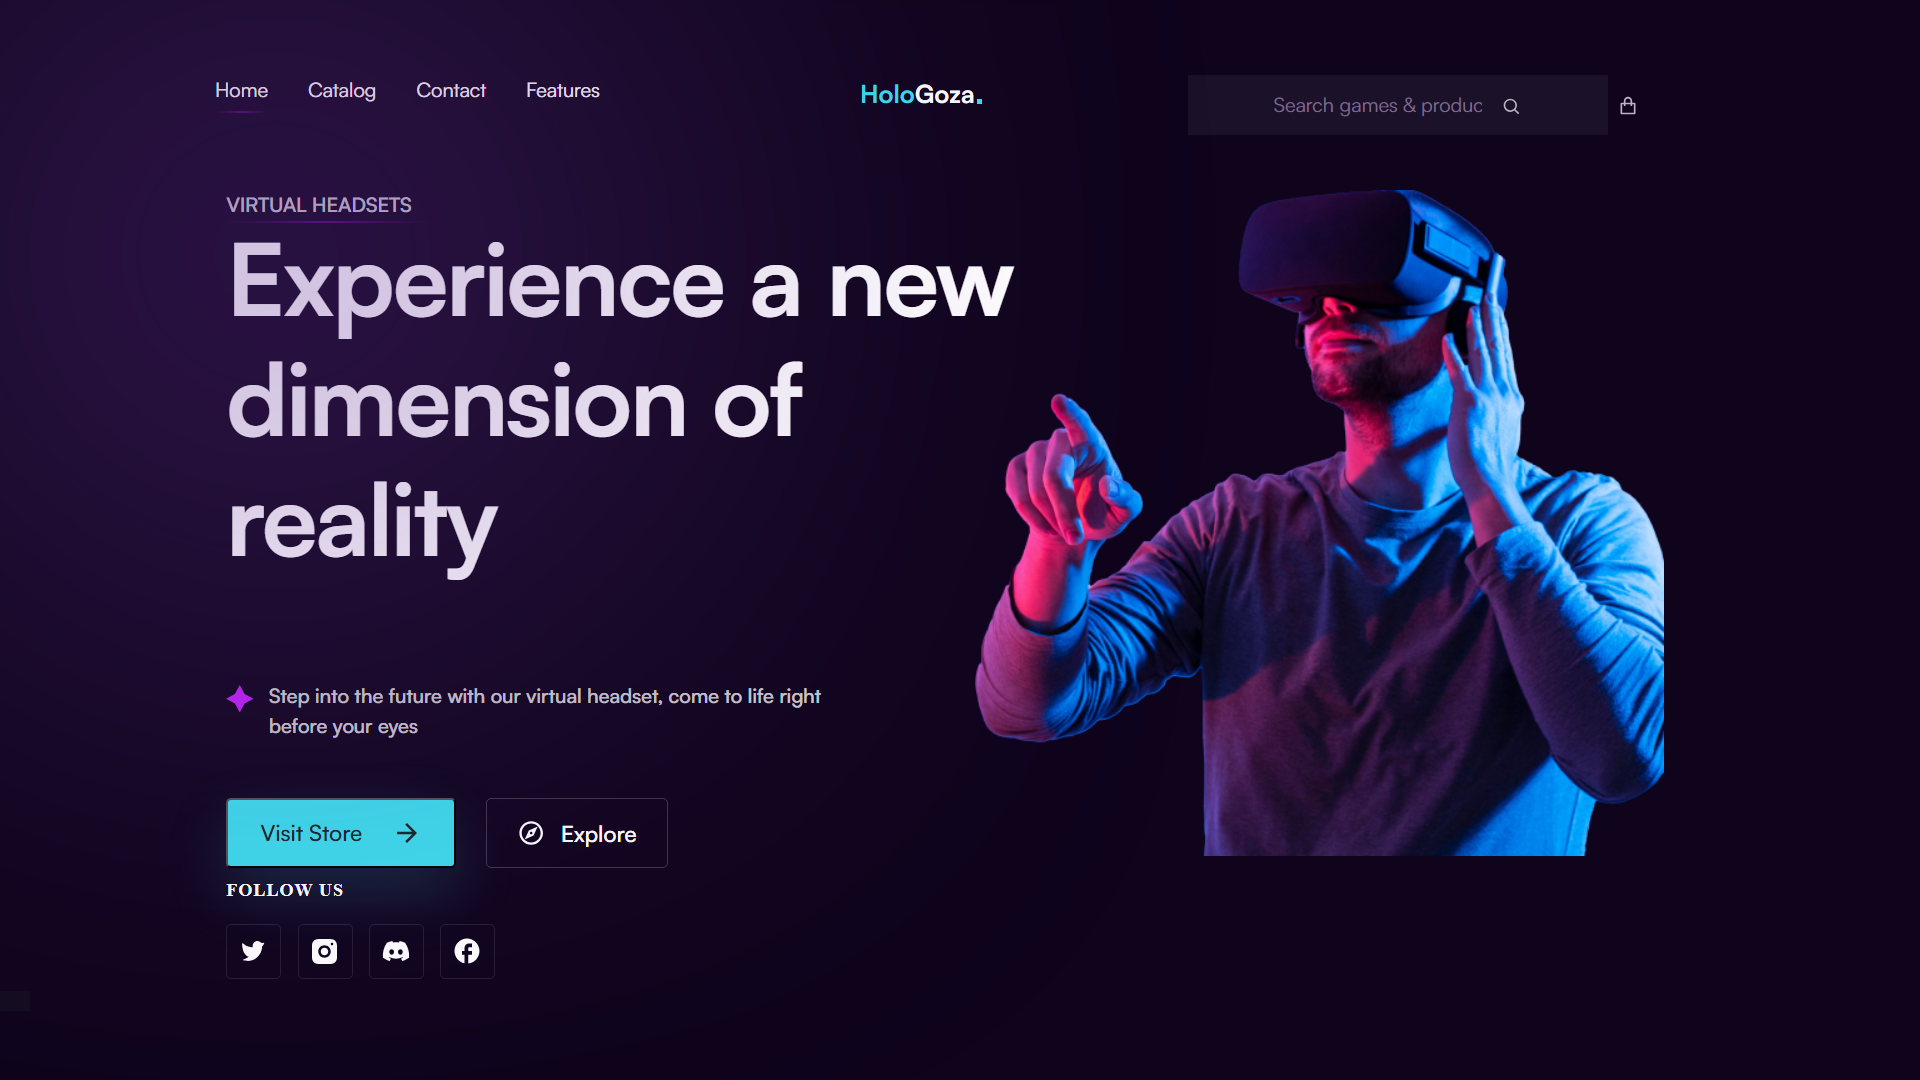 Home Catalog Contact Features
HoloGoza.
Search games & produc
VIRTUAL HEADSETS
Experience a new
dimension of
reality
Step into the future with our virtual headset, come to life right
before your eyes
Visit Store
Explore
FOLLOW US